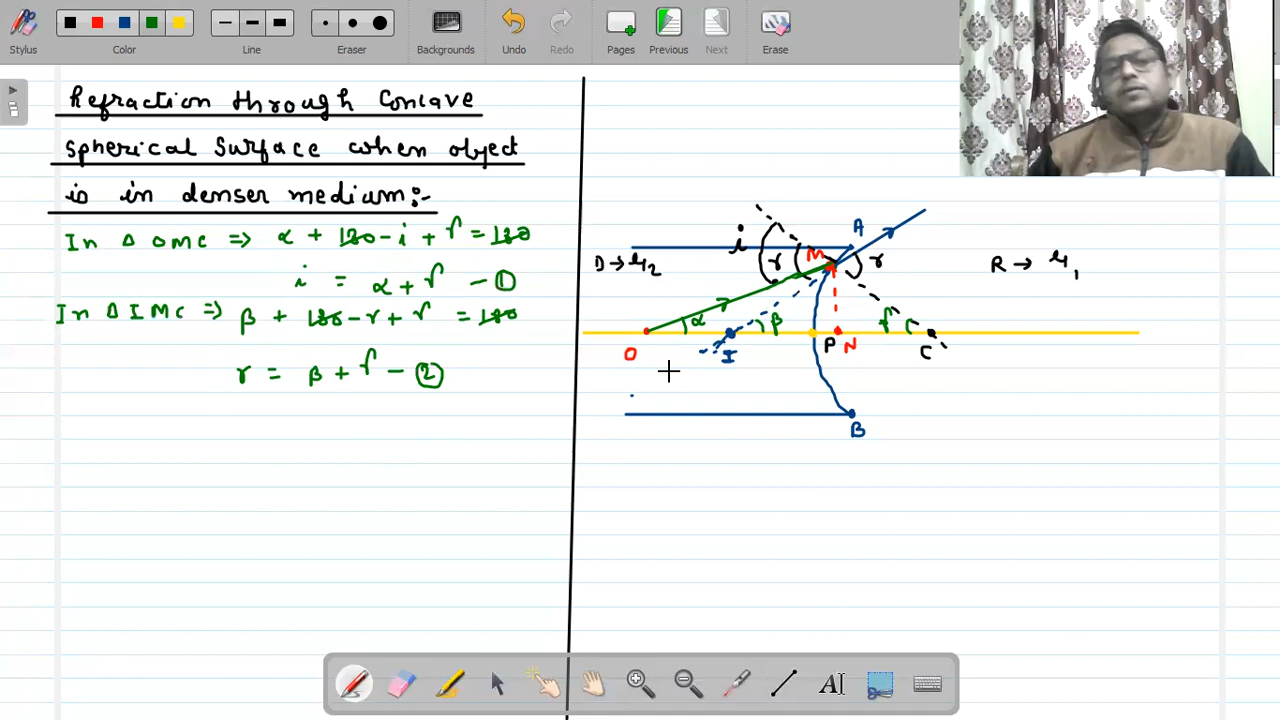 Stylus
Color
Line
Eraser
Backgrounds
Undo
Redo
Pages
Previous
Next
Erase
Refraction through Concave
spherical Surface when object
is in denser medium:-
In Δ OMC ⇒ α + 180 - i + γ = 180
i = α + γ - ①
In Δ IMC ⇒ β + 180 - r + γ = 180
r = β + γ - ②
i
A
M
D → μ2
r
r
R → μ1
α
β
γ
O
I
P
N
C
B
A